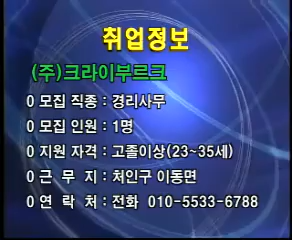 취업정보
(주)크라이부르크
0 모집 직종 : 경리사무
0 모집 인원 : 1명
0 지원 자격 : 고졸이상(23~35세)
0 근 무 지 : 처인구 이동면
0 연 락 처 : 전화 010-5533-6788